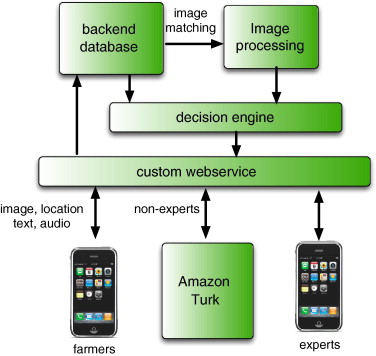 backend
database
image
matching
Image
processing
decision engine
custom webservice
image, location
text, audio
non-experts
Amazon
Turk
farmers
experts